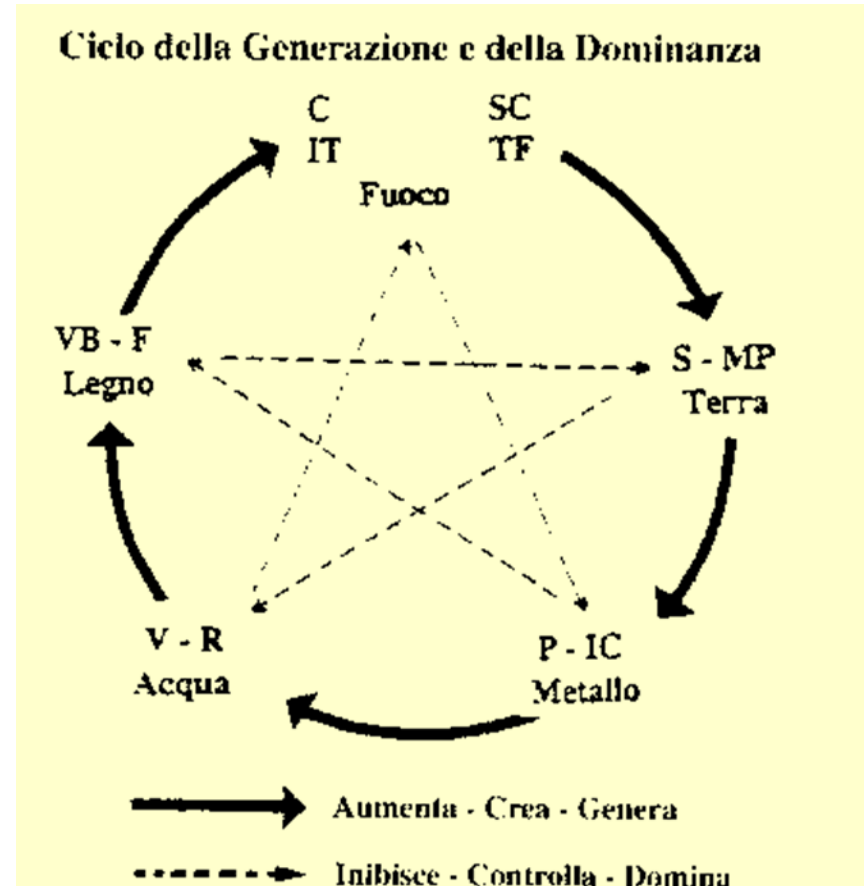 Ciclo della Generazione e della Dominanza
C SC
IT TF
Fuoco
VB - F
Legno
S - MP
Terra
V - R
Acqua
P - IC
Metallo
Aumenta - Crea - Genera
Inibisce - Controlla - Domina